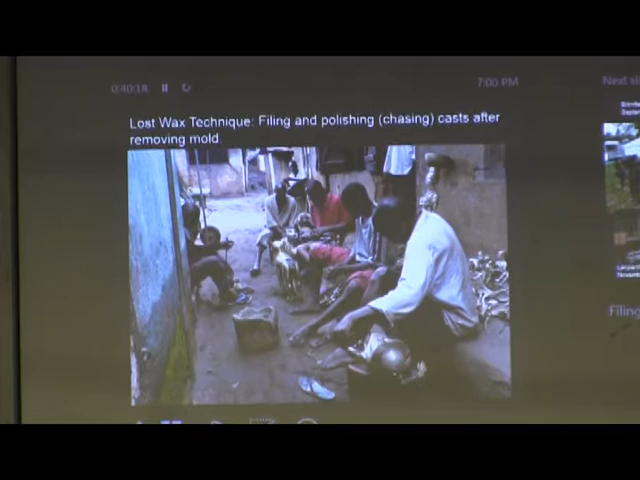 0:40:18
7:00 PM
Next sl
Lost Wax Technique: Filing and polishing (chasing) casts after
removing mold.
Filing